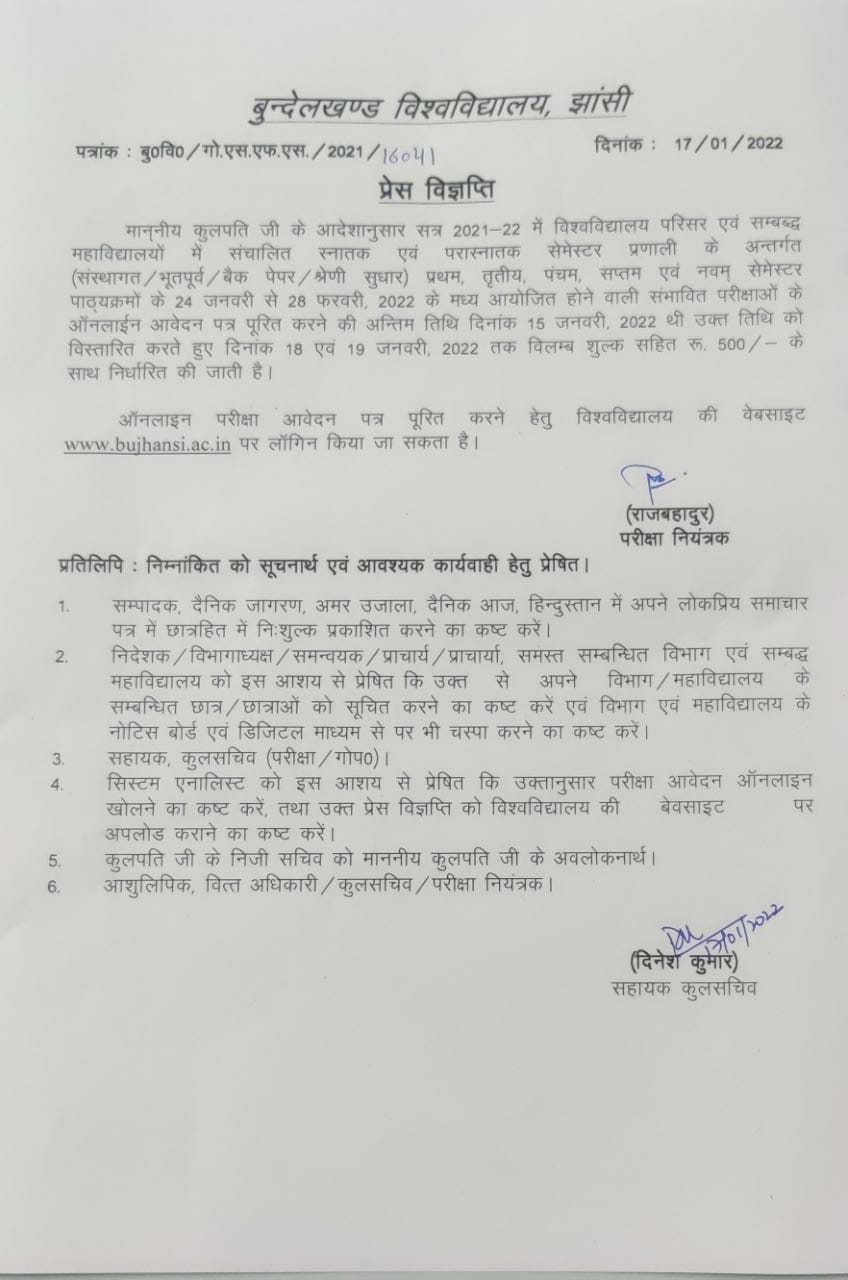 बुन्देलखण्ड विश्वविद्यालय, झांसी
पत्रांक : बु0वि0/गो.एस.एफ.एस./2021/16041
दिनांक : 17/01/2022
प्रेस विज्ञप्ति
माननीय कुलपति जी के आदेशानुसार सत्र 2021-22 में विश्वविद्यालय परिसर एवं सम्बद्ध
महाविद्यालयों में संचालित स्नातक एवं परास्नातक सेमेस्टर प्रणाली के अन्तर्गत
(संस्थागत/भूतपूर्व/बैक पेपर/श्रेणी सुधार) प्रथम, तृतीय, पंचम, सप्तम एवं नवम् सेमेस्टर
पाठ्यक्रमों के 24 जनवरी से 28 फरवरी, 2022 के मध्य आयोजित होने वाली संभावित परीक्षाओं के
ऑनलाईन आवेदन पत्र पूरित करने की अन्तिम तिथि दिनांक 15 जनवरी, 2022 थी उक्त तिथि को
विस्तारित करते हुए दिनांक 18 एवं 19 जनवरी, 2022 तक विलम्ब शुल्क सहित रू. 500/- के
साथ निर्धारित की जाती है।
ऑनलाइन परीक्षा आवेदन पत्र पूरित करने हेतु विश्वविद्यालय की वेबसाइट
www.bujhansi.ac.in पर लॉगिन किया जा सकता है।
(राजबहादुर)
परीक्षा नियंत्रक
प्रतिलिपि : निम्नांकित को सूचनार्थ एवं आवश्यक कार्यवाही हेतु प्रेषित।
1. सम्पादक, दैनिक जागरण, अमर उजाला, दैनिक आज, हिन्दुस्तान में अपने लोकप्रिय समाचार
पत्र में छात्रहित में निःशुल्क प्रकाशित करने का कष्ट करें।
2. निदेशक/विभागाध्यक्ष/समन्वयक/प्राचार्य/प्राचार्या, समस्त सम्बन्धित विभाग एवं सम्बद्ध
महाविद्यालय को इस आशय से प्रेषित कि उक्त से अपने विभाग/महाविद्यालय के
सम्बन्धित छात्र/छात्राओं को सूचित करने का कष्ट करें एवं विभाग एवं महाविद्यालय के
नोटिस बोर्ड एवं डिजिटल माध्यम से पर भी चस्पा करने का कष्ट करें।
3. सहायक, कुलसचिव (परीक्षा/गोप0)।
4. सिस्टम एनालिस्ट को इस आशय से प्रेषित कि उक्तानुसार परीक्षा आवेदन ऑनलाइन
खोलने का कष्ट करें, तथा उक्त प्रेस विज्ञप्ति को विश्वविद्यालय की बेवसाइट पर
अपलोड कराने का कष्ट करें।
5. कुलपति जी के निजी सचिव को माननीय कुलपति जी के अवलोकनार्थ।
6. आशुलिपिक, वित्त अधिकारी/कुलसचिव/परीक्षा नियंत्रक।
17/01/2022
(दिनेश कुमार)
सहायक कुलसचिव